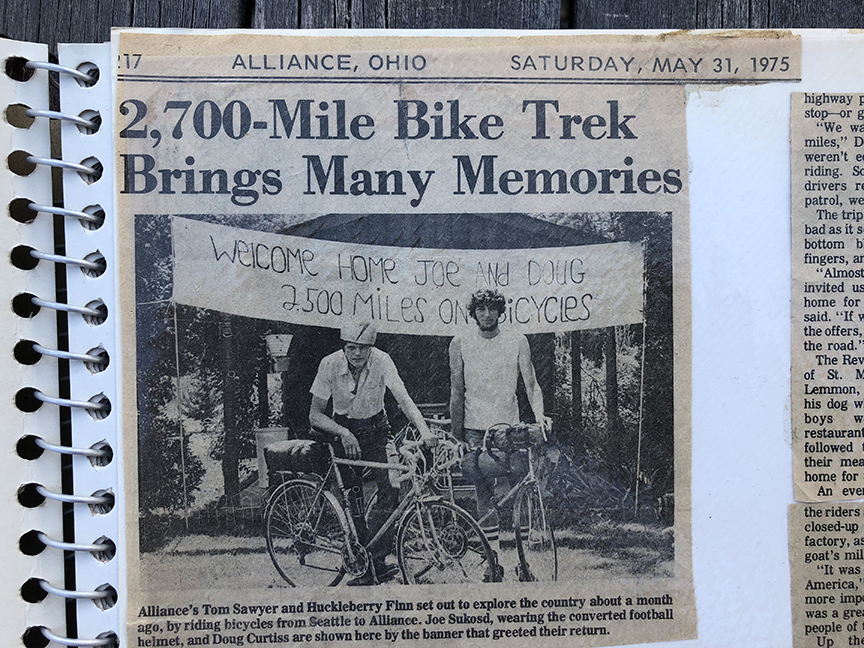 17 ALLIANCE, OHIO SATURDAY, MAY 31, 1975
2,700-Mile Bike Trek
Brings Many Memories
WELCOME HOME JOE AND DOUG
2500 MILES ON BICYCLES
Alliance's Tom Sawyer and Huckleberry Finn set out to explore the country about a month
ago, by riding bicycles from Seattle to Alliance. Joe Sukosd, wearing the converted football
helmet, and Doug Curtiss are shown here by the banner that greeted their return.
highway p
stop—or g
"We wa
miles," D
weren't e
riding. So
drivers r
patrol, we
The trip
bad as it s
bottom b
fingers, an
"Almost
invited us
home for
said. "If w
the offers,
the road."
The Rev
of St. M
Lemmon,
his dog w
boys w
restaurant
followed t
their mea
home for
An eve
the riders
closed-up
factory, as
goat's mil
"It was
America,"
more impo
was a grea
people of t
Up the